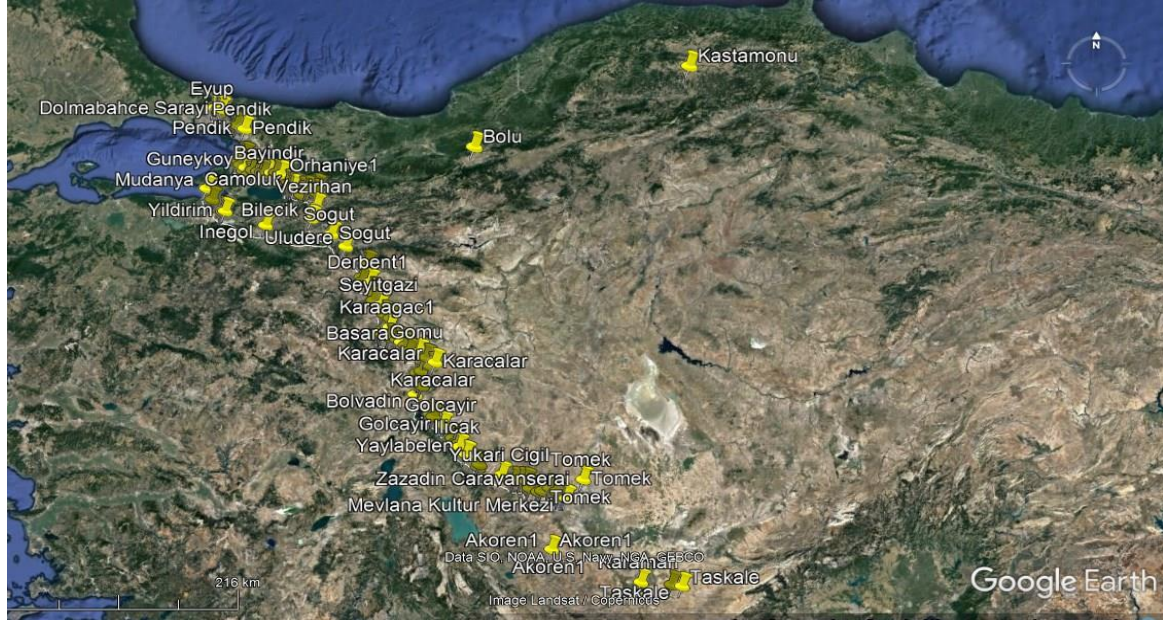 Kastamonu
N
Eyup
Dolmabahce Sarayi Pendik
Pendik Pendik
Bolu
Bayindir
Guneykoy Orhaniye1
Mudanya Camoluk Vezirhan
Yildirim Bilecik Sogut
Inegol Uludere Sogut
Derbent1
Seyitgazi
Karaagac1
Basara Gomu
Karacalar Karacalar
Karacalar
Bolvadin Golcayir
Golcayir Ilicak
Yaylabelen
Yukari Cigil Tomek
Zazadin Caravanserai Tomek
Mevlana Kultur Merkezi Tomek
Akoren1 Akoren1
Data SIO, NOAA, U.S. Navy, NGA, GEBCO
Akoren1 Karaman
216 km Taskale
Taskale
Image Landsat / Copernicus
Google Earth